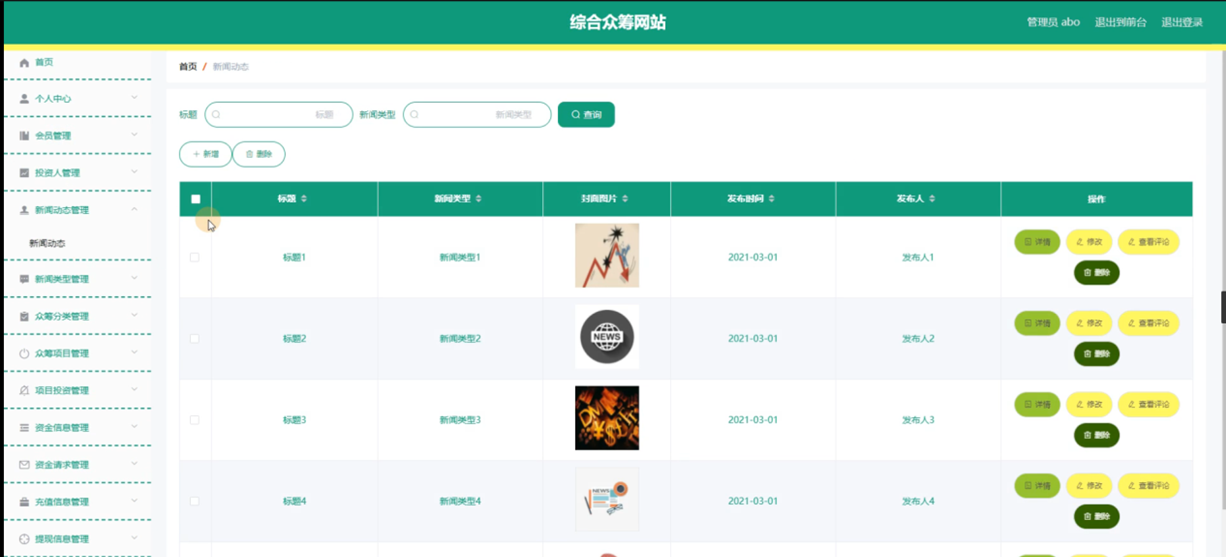 综合众筹网站
管理员 abo 退出到前台 退出登录
首页
个人中心
会员管理
投资人管理
新闻动态管理
新闻动态
新闻类型管理
众筹分类管理
众筹项目管理
项目投资管理
资金信息管理
资金请求管理
充值信息管理
提现信息管理
首页 / 新闻动态
标题 标题 新闻类型 新闻类型 查询
+ 新增 删除
标题 新闻类型 封面图片 发布时间 发布人 操作
标题1 新闻类型1 2021-03-01 发布人1 详情 修改 查看评论
删除
标题2 新闻类型2 NEWS 2021-03-01 发布人2 详情 修改 查看评论
删除
标题3 新闻类型3 2021-03-01 发布人3 详情 修改 查看评论
删除
标题4 新闻类型4 NEWS 2021-03-01 发布人4 详情 修改 查看评论
删除